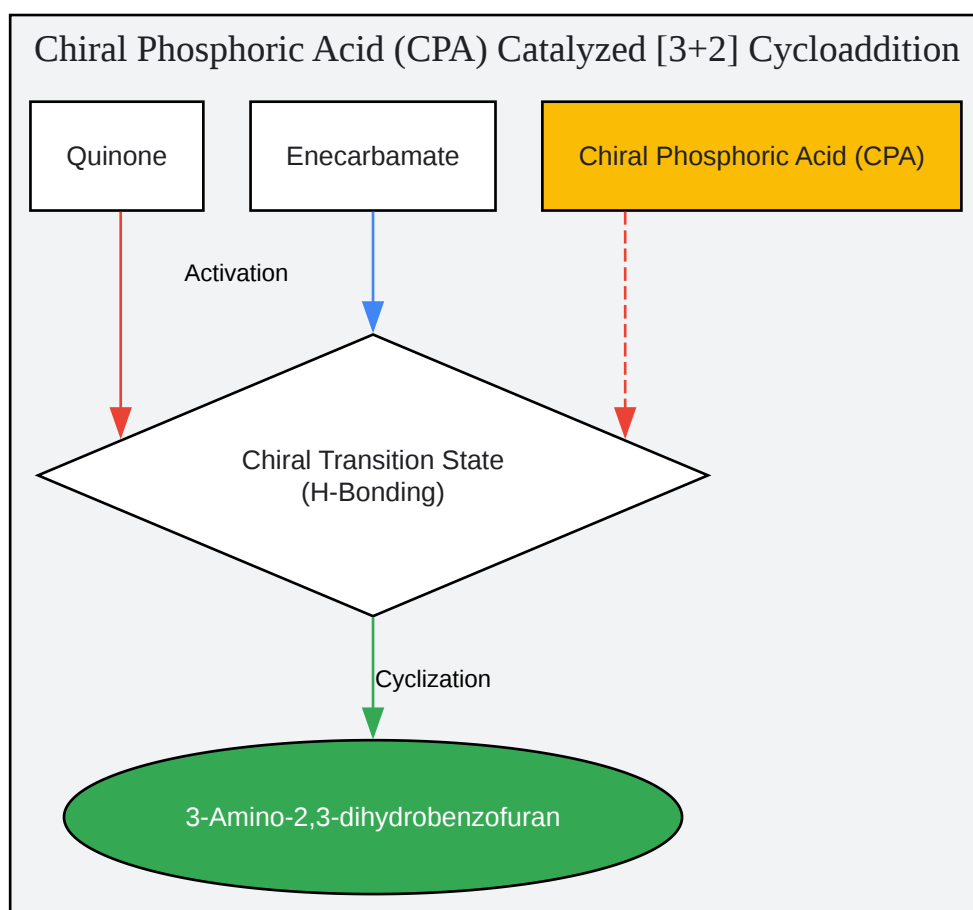 Chiral Phosphoric Acid (CPA) Catalyzed [3+2] Cycloaddition
Quinone
Enecarbamate
Chiral Phosphoric Acid (CPA)
Activation
Chiral Transition State
(H-Bonding)
Cyclization
3-Amino-2,3-dihydrobenzofuran